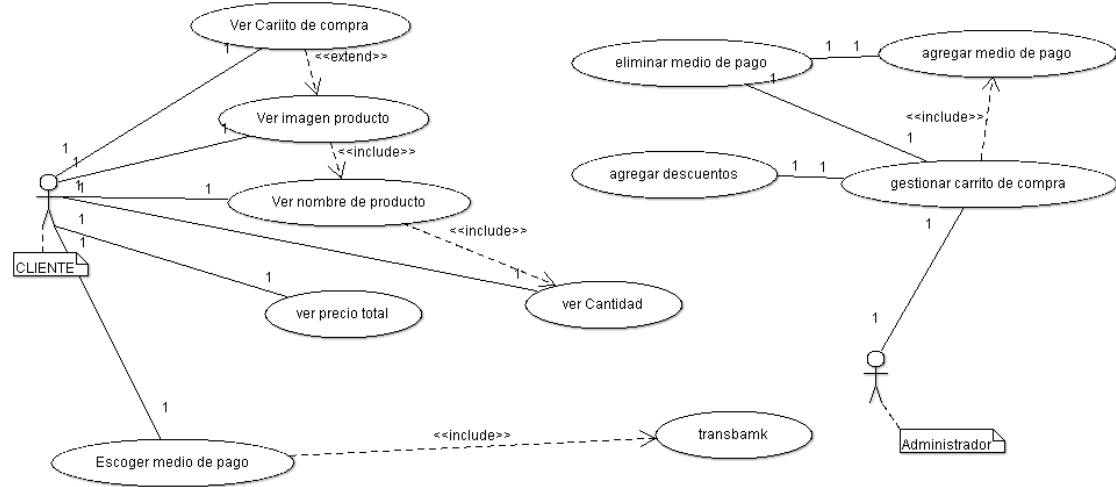 Ver Cariito de compra
1
<<extend>>
Ver imagen producto
1
<<include>>
1
1
1
1
1
Ver nombre de producto
1
1
<<include>>
CLIENTE
1
ver precio total
1
ver Cantidad
1
Escoger medio de pago
<<include>>
transbamk
eliminar medio de pago
1
1
agregar medio de pago
1
<<include>>
1
agregar descuentos
1
1
gestionar carrito de compra
1
1
Administrador